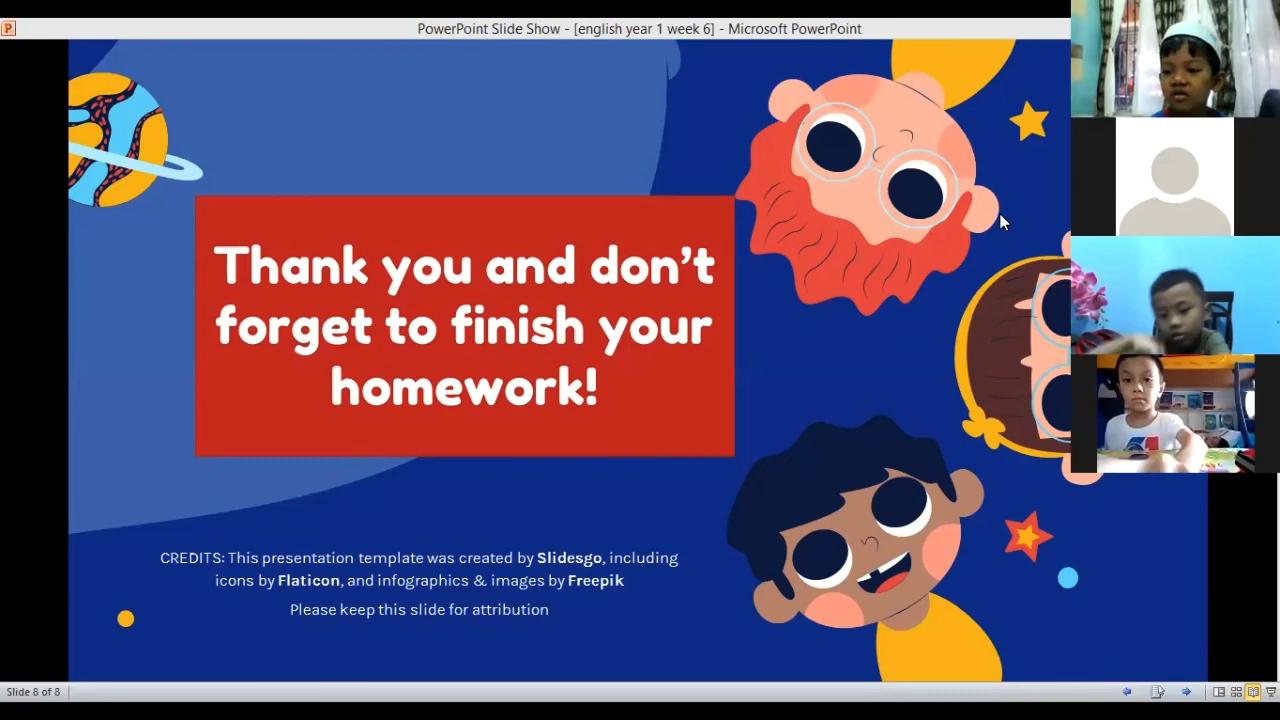 PowerPoint Slide Show - [english year 1 week 6] - Microsoft PowerPoint
Thank you and don't
forget to finish your
homework!
CREDITS: This presentation template was created by Slidesgo, including
icons by Flaticon, and infographics & images by Freepik
Please keep this slide for attribution
Slide 8 of 8